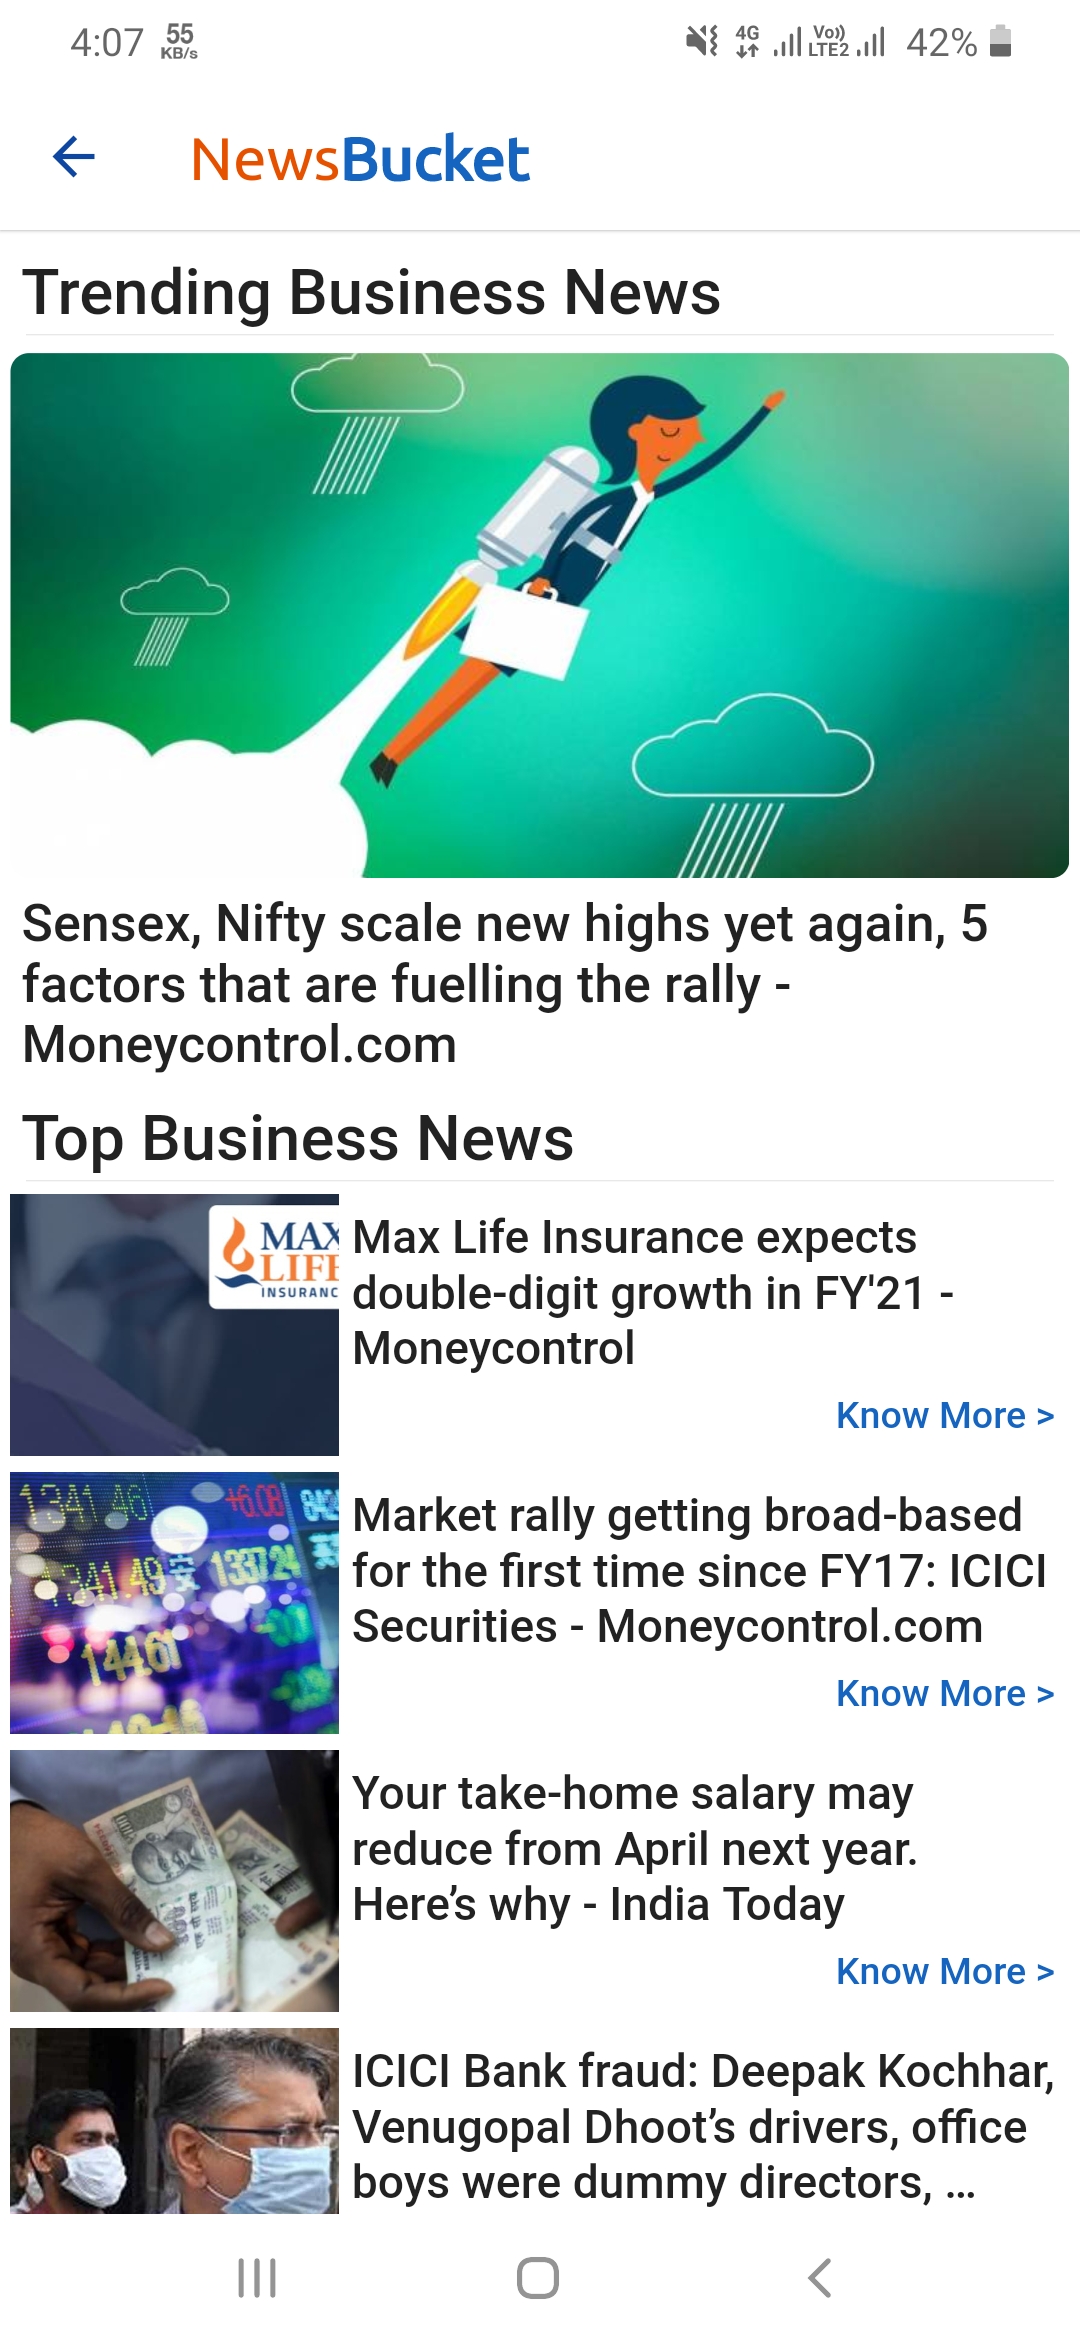 4:07 55 KB/s 4G Vo)) LTE2 42%
NewsBucket
Trending Business News
Sensex, Nifty scale new highs yet again, 5
factors that are fuelling the rally -
Moneycontrol.com
Top Business News
MAX
LIFE
INSURANC
Max Life Insurance expects
double-digit growth in FY'21 -
Moneycontrol
Know More >
1341.46 +6.08
1341.49 1337.24
144.61
Market rally getting broad-based
for the first time since FY17: ICICI
Securities - Moneycontrol.com
Know More >
Your take-home salary may
reduce from April next year.
Here’s why - India Today
Know More >
ICICI Bank fraud: Deepak Kochhar,
Venugopal Dhoot’s drivers, office
boys were dummy directors, ...